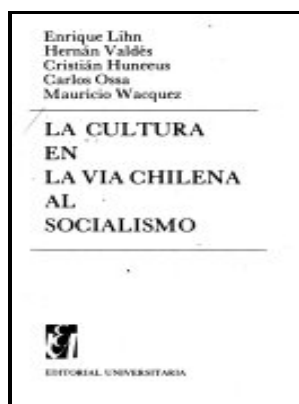 Enrique Lihn
Hernán Valdés
Cristián Huneeus
Carlos Ossa
Mauricio Wacquez
LA CULTURA
EN
LA VIA CHILENA
AL
SOCIALISMO
EDITORIAL UNIVERSITARIA